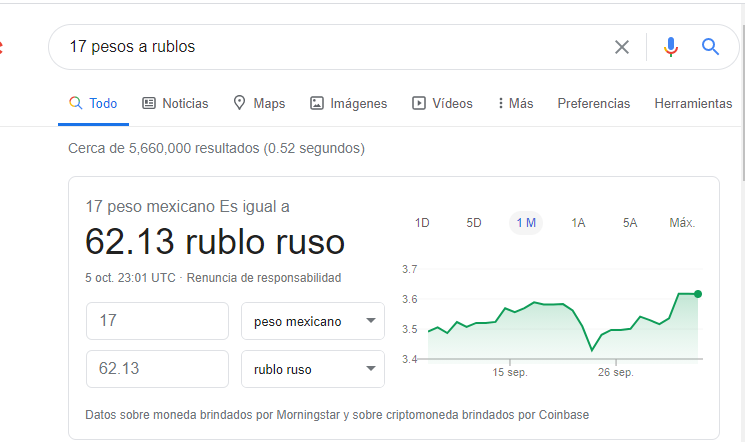 17 pesos a rublos
Todo Noticias Maps Imágenes Vídeos Más Preferencias Herramientas
Cerca de 5,660,000 resultados (0.52 segundos)
17 peso mexicano Es igual a
62.13 rublo ruso
5 oct. 23:01 UTC · Renuncia de responsabilidad
17 peso mexicano
62.13 rublo ruso
1D 5D 1 M 1A 5A Máx.
3.7
3.6
3.5
3.4
15 sep. 26 sep.
Datos sobre moneda brindados por Morningstar y sobre criptomoneda brindados por Coinbase